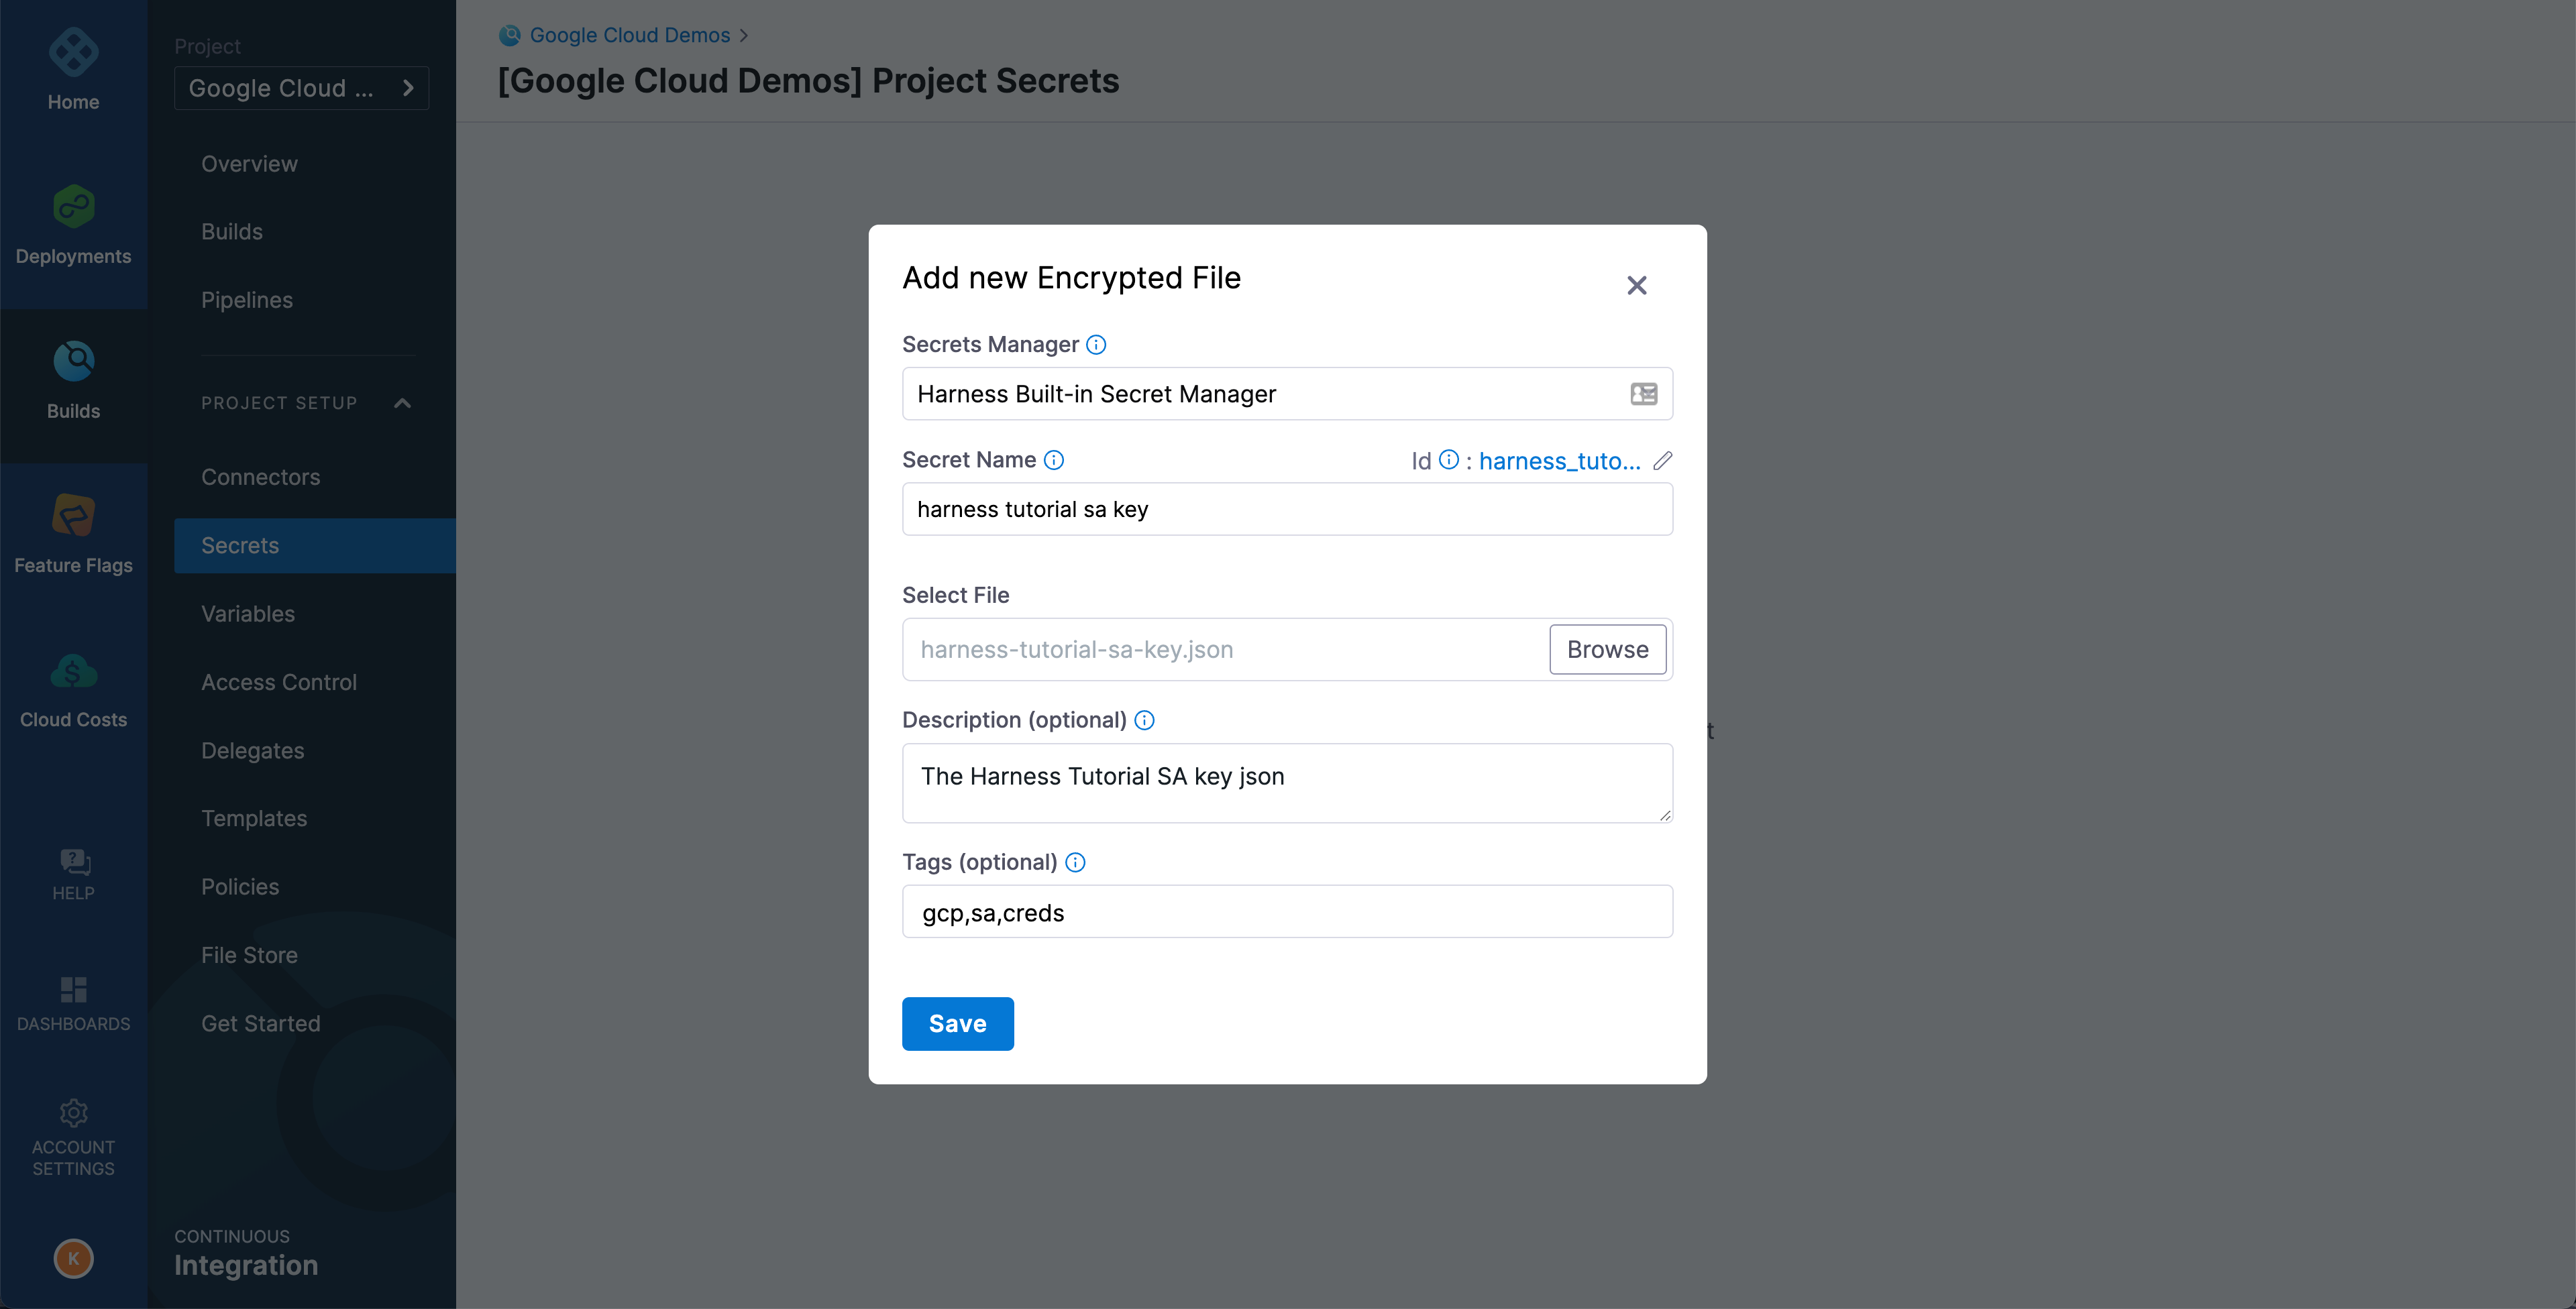 Home
Deployments
Builds
Feature Flags
Cloud Costs
HELP
DASHBOARDS
ACCOUNT
SETTINGS
K
Project
Google Cloud ...
Overview
Builds
Pipelines
PROJECT SETUP
Connectors
Secrets
Variables
Access Control
Delegates
Templates
Policies
File Store
Get Started
CONTINUOUS
Integration
Google Cloud Demos
[Google Cloud Demos] Project Secrets
Add new Encrypted File
Secrets Manager
Harness Built-in Secret Manager
Secret Name Id : harness_tuto...
harness tutorial sa key
Select File
harness-tutorial-sa-key.json Browse
Description (optional)
The Harness Tutorial SA key json
Tags (optional)
gcp,sa,creds
Save
t